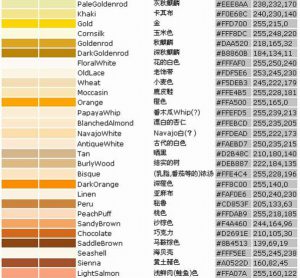 PaleGoldenrod 灰秋麒麟 #EEE8AA 238,232,170
Khaki 卡其布 #F0E68C 240,230,140
Gold 金 #FFD700 255,215,0
Cornsilk 玉米色 #FFF8DC 255,248,220
Goldenrod 秋麒麟 #DAA520 218,165,32
DarkGoldenrod 深秋麒麟 #B8860B 184,134,11
FloralWhite 花的白色 #FFFAF0 255,250,240
OldLace 老饰带 #FDF5E6 253,245,230
Wheat 小麦色 #F5DEB3 245,222,179
Moccasin 鹿皮鞋 #FFE4B5 255,228,181
Orange 橙色 #FFA500 255,165,0
PapayaWhip 番木瓜Whip(?) #FFEFD5 255,239,213
BlanchedAlmond 漂白的杏仁 #FFEBCD 255,235,205
NavajoWhite Navajo白(?) #FFDEAD 255,222,173
AntiqueWhite 古代的白色 #FAEBD7 250,235,215
Tan 晒 #D2B48C 210,180,140
BurlyWood 结实的树 #DEB887 222,184,135
Bisque (乳脂,番茄等的)浓汤 #FFE4C4 255,228,196
DarkOrange 深橙色 #FF8C00 255,140,0
Linen 亚麻布 #FAF0E6 250,240,230
Peru 秘鲁 #CD853F 205,133,63
PeachPuff 桃色 #FFDAB9 255,218,185
SandyBrown 沙棕色 #F4A460 244,164,96
Chocolate 巧克力 #D2691E 210,105,30
SaddleBrown 马鞍棕色 #8B4513 139,69,19
Seashell 海贝壳 #FFF5EE 255,245,238
Sienna 黄土赭色 #A0522D 160,82,45
LightSalmon 浅鲜肉(鲑鱼)色 #FFA07A 255,160,122